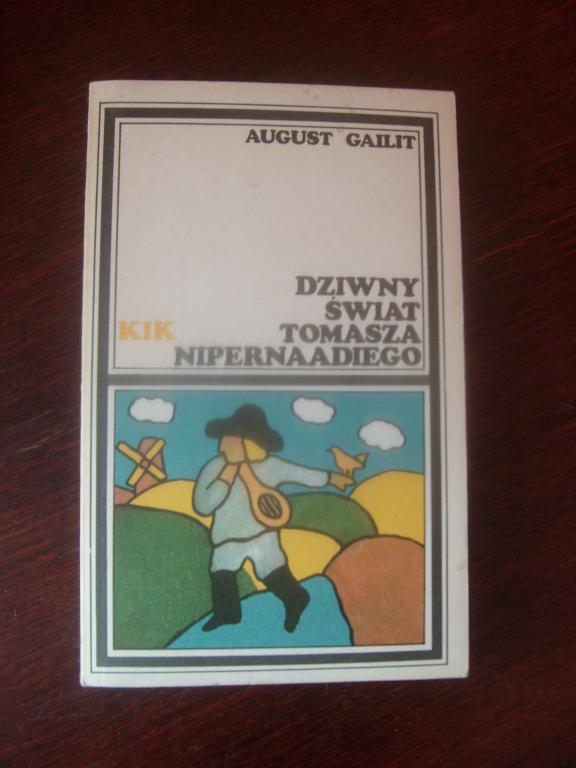 AUGUST GAILIT
DZIWNY
ŚWIAT
KIK TOMASZA
NIPERNAADIEGO